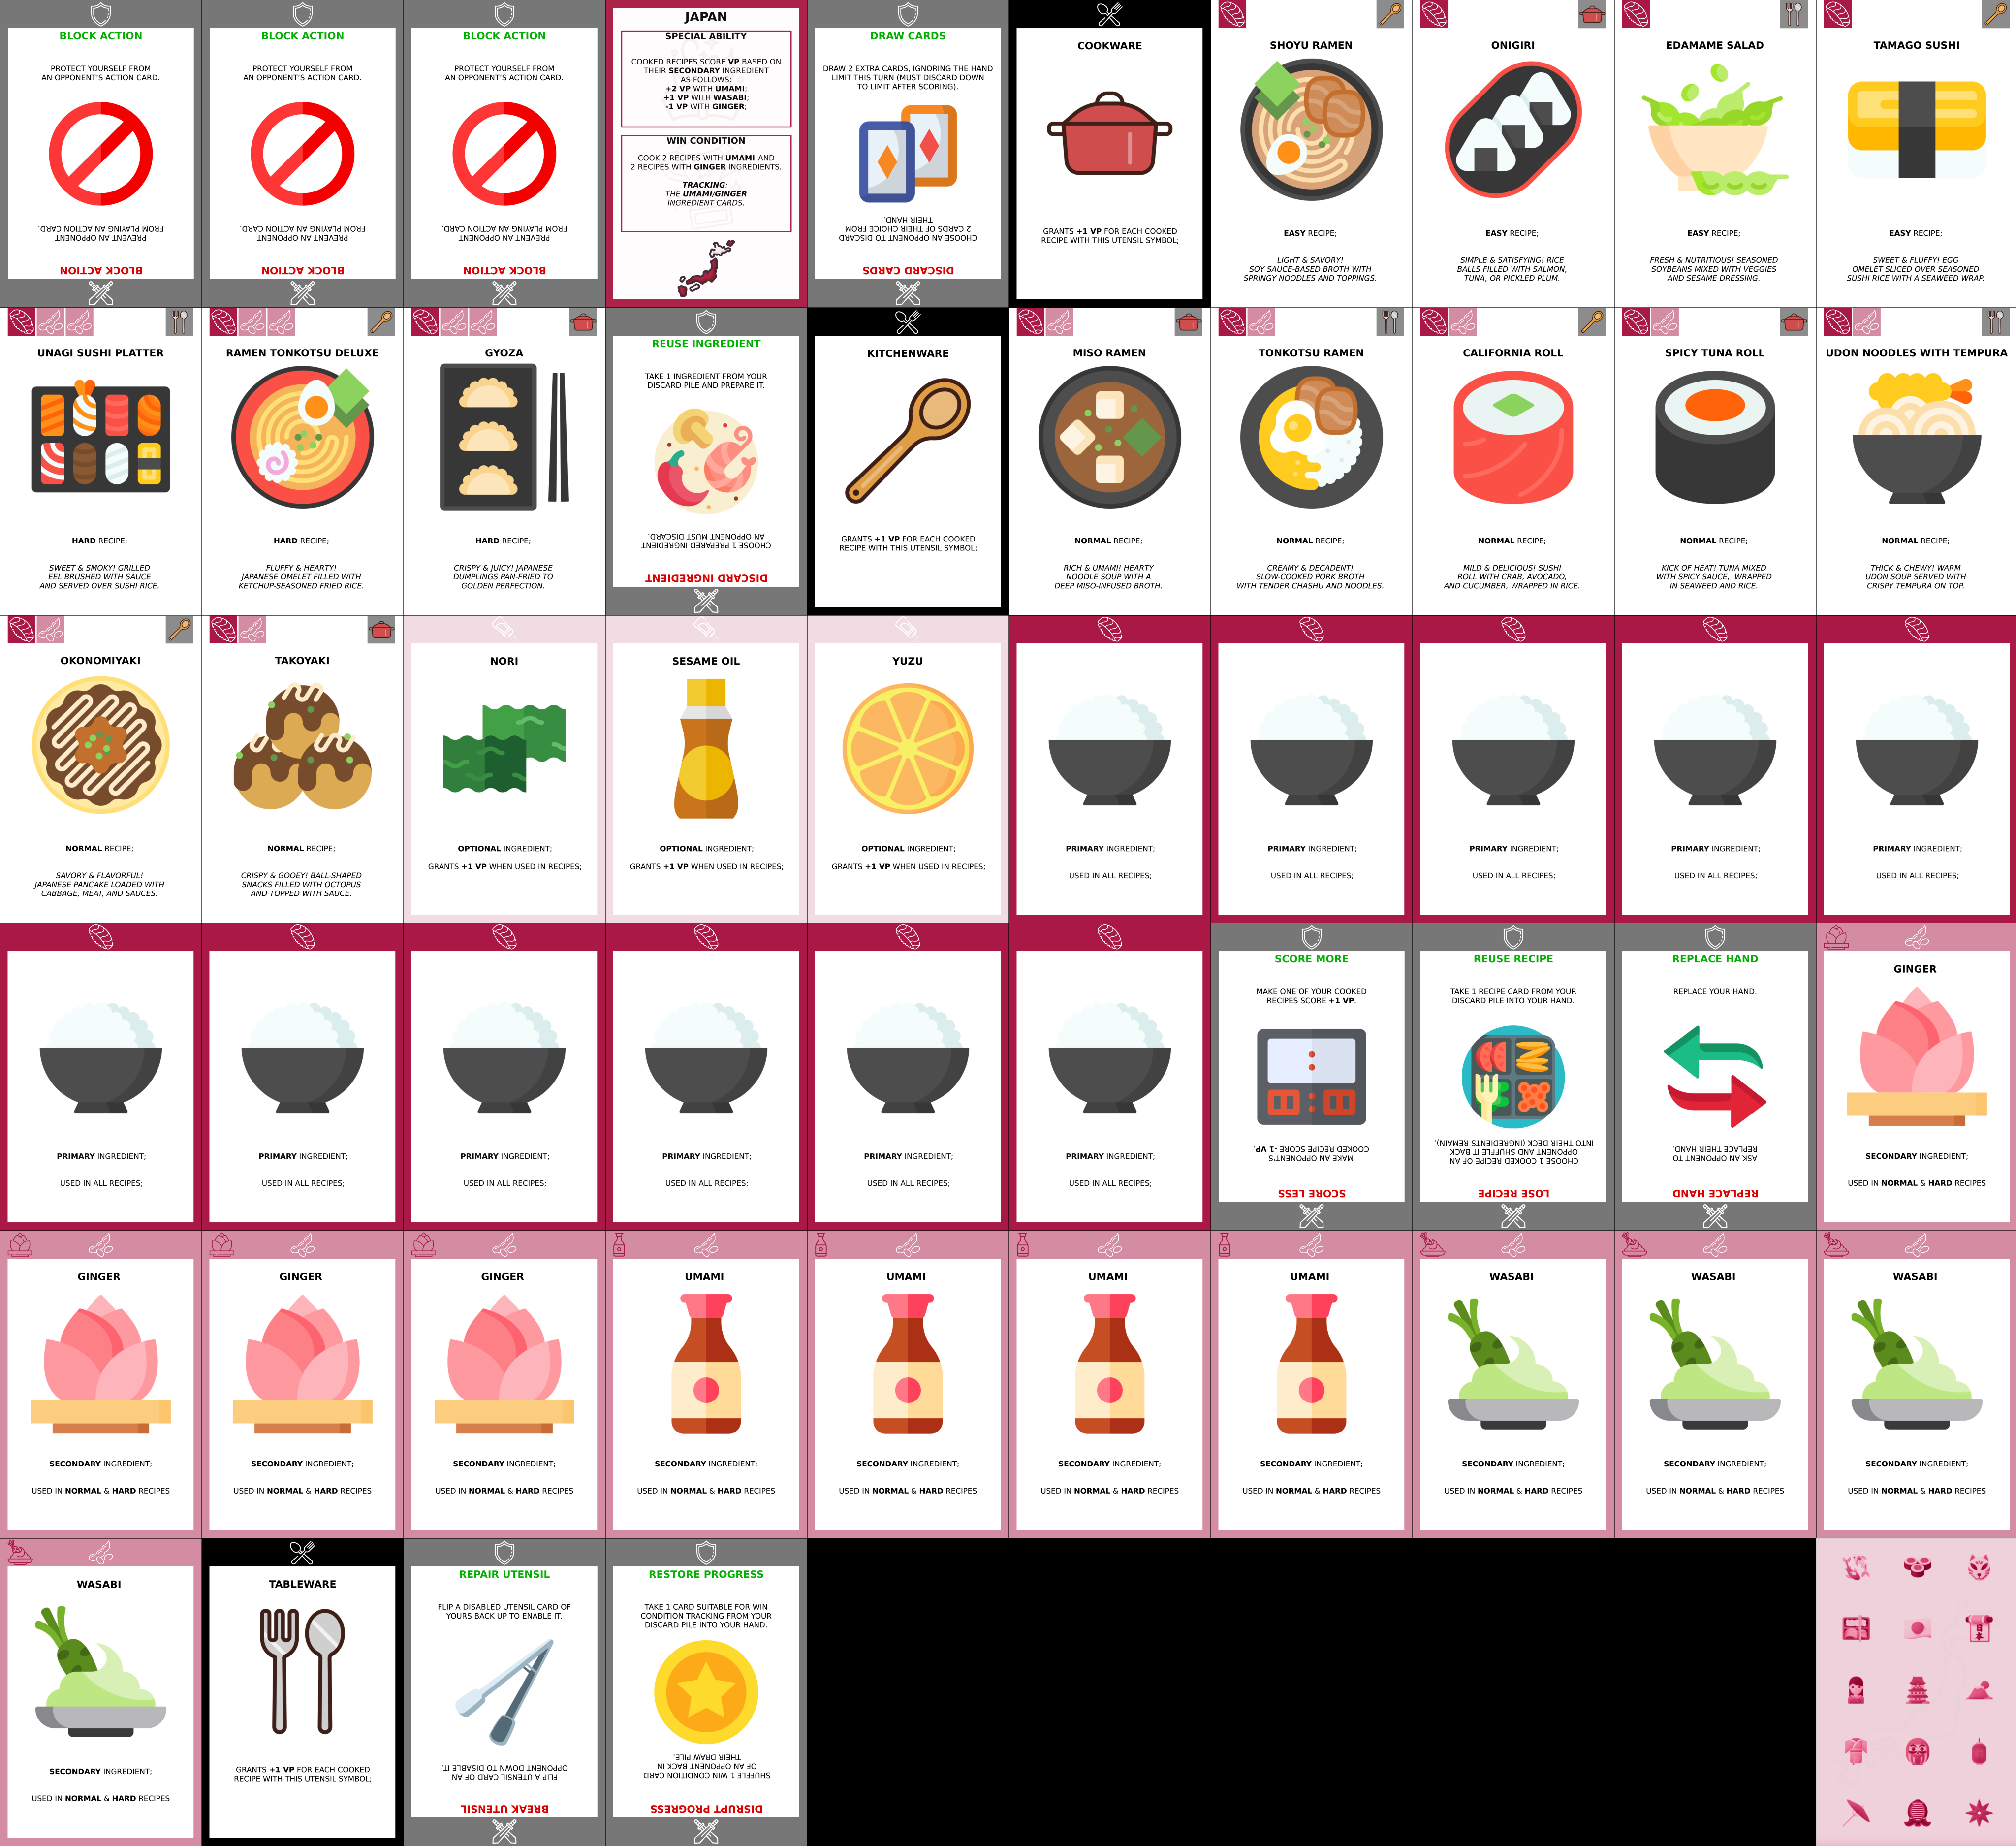 BLOCK ACTION
PROTECT YOURSELF FROM
AN OPPONENT'S ACTION CARD.
PREVENT AN OPPONENT
FROM PLAYING AN ACTION CARD.
BLOCK ACTION
BLOCK ACTION
PROTECT YOURSELF FROM
AN OPPONENT'S ACTION CARD.
PREVENT AN OPPONENT
FROM PLAYING AN ACTION CARD.
BLOCK ACTION
BLOCK ACTION
PROTECT YOURSELF FROM
AN OPPONENT'S ACTION CARD.
PREVENT AN OPPONENT
FROM PLAYING AN ACTION CARD.
BLOCK ACTION
JAPAN
SPECIAL ABILITY
COOKED RECIPES SCORE VP BASED ON
THEIR SECONDARY INGREDIENT
AS FOLLOWS:
+2 VP WITH UMAMI;
+1 VP WITH WASABI;
-1 VP WITH GINGER;
WIN CONDITION
COOK 2 RECIPES WITH UMAMI AND
2 RECIPES WITH GINGER INGREDIENTS.
TRACKING:
THE UMAMI/GINGER
INGREDIENT CARDS.
DRAW CARDS
DRAW 2 EXTRA CARDS, IGNORING THE HAND
LIMIT THIS TURN (MUST DISCARD DOWN
TO LIMIT AFTER SCORING).
CHOOSE AN OPPONENT TO DISCARD
2 CARDS OF THEIR CHOICE FROM
THEIR HAND.
DISCARD CARDS
COOKWARE
GRANTS +1 VP FOR EACH COOKED
RECIPE WITH THIS UTENSIL SYMBOL;
SHOYU RAMEN
EASY RECIPE;
LIGHT & SAVORY!
SOY SAUCE-BASED BROTH WITH
SPRINGY NOODLES AND TOPPINGS.
ONIGIRI
EASY RECIPE;
SIMPLE & SATISFYING! RICE
BALLS FILLED WITH SALMON,
TUNA, OR PICKLED PLUM.
EDAMAME SALAD
EASY RECIPE;
FRESH & NUTRITIOUS! SEASONED
SOYBEANS MIXED WITH VEGGIES
AND SESAME DRESSING.
TAMAGO SUSHI
EASY RECIPE;
SWEET & FLUFFY! EGG
OMELET SLICED OVER SEASONED
SUSHI RICE WITH A SEAWEED WRAP.
UNAGI SUSHI PLATTER
HARD RECIPE;
SWEET & SMOKY! GRILLED
EEL BRUSHED WITH SAUCE
AND SERVED OVER SUSHI RICE.
RAMEN TONKOTSU DELUXE
HARD RECIPE;
FLUFFY & HEARTY!
JAPANESE OMELET FILLED WITH
KETCHUP-SEASONED FRIED RICE.
GYOZA
HARD RECIPE;
CRISPY & JUICY! JAPANESE
DUMPLINGS PAN-FRIED TO
GOLDEN PERFECTION.
REUSE INGREDIENT
TAKE 1 INGREDIENT FROM YOUR
DISCARD PILE AND PREPARE IT.
CHOOSE 1 PREPARED INGREDIENT
AN OPPONENT MUST DISCARD.
DISCARD INGREDIENT
KITCHENWARE
GRANTS +1 VP FOR EACH COOKED
RECIPE WITH THIS UTENSIL SYMBOL;
MISO RAMEN
NORMAL RECIPE;
RICH & UMAMI! HEARTY
NOODLE SOUP WITH A
DEEP MISO-INFUSED BROTH.
TONKOTSU RAMEN
NORMAL RECIPE;
CREAMY & DECADENT!
SLOW-COOKED PORK BROTH
WITH TENDER CHASHU AND NOODLES.
CALIFORNIA ROLL
NORMAL RECIPE;
MILD & DELICIOUS! SUSHI
ROLL WITH CRAB, AVOCADO,
AND CUCUMBER, WRAPPED IN RICE.
SPICY TUNA ROLL
NORMAL RECIPE;
KICK OF HEAT! TUNA MIXED
WITH SPICY SAUCE, WRAPPED
IN SEAWEED AND RICE.
UDON NOODLES WITH TEMPURA
NORMAL RECIPE;
THICK & CHEWY! WARM
UDON SOUP SERVED WITH
CRISPY TEMPURA ON TOP.
OKONOMIYAKI
NORMAL RECIPE;
SAVORY & FLAVORFUL!
JAPANESE PANCAKE LOADED WITH
CABBAGE, MEAT, AND SAUCES.
TAKOYAKI
NORMAL RECIPE;
CRISPY & GOOEY! BALL-SHAPED
SNACKS FILLED WITH OCTOPUS
AND TOPPED WITH SAUCE.
NORI
OPTIONAL INGREDIENT;
GRANTS +1 VP WHEN USED IN RECIPES;
SESAME OIL
OPTIONAL INGREDIENT;
GRANTS +1 VP WHEN USED IN RECIPES;
YUZU
OPTIONAL INGREDIENT;
GRANTS +1 VP WHEN USED IN RECIPES;
PRIMARY INGREDIENT;
USED IN ALL RECIPES;
PRIMARY INGREDIENT;
USED IN ALL RECIPES;
PRIMARY INGREDIENT;
USED IN ALL RECIPES;
PRIMARY INGREDIENT;
USED IN ALL RECIPES;
PRIMARY INGREDIENT;
USED IN ALL RECIPES;
PRIMARY INGREDIENT;
USED IN ALL RECIPES;
PRIMARY INGREDIENT;
USED IN ALL RECIPES;
PRIMARY INGREDIENT;
USED IN ALL RECIPES;
PRIMARY INGREDIENT;
USED IN ALL RECIPES;
PRIMARY INGREDIENT;
USED IN ALL RECIPES;
PRIMARY INGREDIENT;
USED IN ALL RECIPES;
SCORE MORE
MAKE ONE OF YOUR COOKED
RECIPES SCORE +1 VP.
MAKE AN OPPONENT'S
COOKED RECIPE SCORE -1 VP.
SCORE LESS
REUSE RECIPE
TAKE 1 RECIPE CARD FROM YOUR
DISCARD PILE INTO YOUR HAND.
CHOOSE 1 COOKED RECIPE OF AN
OPPONENT AND SHUFFLE IT BACK
INTO THEIR DECK (INGREDIENTS REMAIN).
LOSE RECIPE
REPLACE HAND
REPLACE YOUR HAND.
ASK AN OPPONENT TO
REPLACE THEIR HAND.
REPLACE HAND
GINGER
SECONDARY INGREDIENT;
USED IN NORMAL & HARD RECIPES
GINGER
SECONDARY INGREDIENT;
USED IN NORMAL & HARD RECIPES
GINGER
SECONDARY INGREDIENT;
USED IN NORMAL & HARD RECIPES
GINGER
SECONDARY INGREDIENT;
USED IN NORMAL & HARD RECIPES
UMAMI
SECONDARY INGREDIENT;
USED IN NORMAL & HARD RECIPES
UMAMI
SECONDARY INGREDIENT;
USED IN NORMAL & HARD RECIPES
UMAMI
SECONDARY INGREDIENT;
USED IN NORMAL & HARD RECIPES
UMAMI
SECONDARY INGREDIENT;
USED IN NORMAL & HARD RECIPES
WASABI
SECONDARY INGREDIENT;
USED IN NORMAL & HARD RECIPES
WASABI
SECONDARY INGREDIENT;
USED IN NORMAL & HARD RECIPES
WASABI
SECONDARY INGREDIENT;
USED IN NORMAL & HARD RECIPES
WASABI
SECONDARY INGREDIENT;
USED IN NORMAL & HARD RECIPES
TABLEWARE
GRANTS +1 VP FOR EACH COOKED
RECIPE WITH THIS UTENSIL SYMBOL;
REPAIR UTENSIL
FLIP A DISABLED UTENSIL CARD OF
YOURS BACK UP TO ENABLE IT.
FLIP A UTENSIL CARD OF AN
OPPONENT DOWN TO DISABLE IT.
BREAK UTENSIL
RESTORE PROGRESS
TAKE 1 CARD SUITABLE FOR WIN
CONDITION TRACKING FROM YOUR
DISCARD PILE INTO YOUR HAND.
SHUFFLE 1 WIN CONDITION CARD
OF AN OPPONENT BACK IN
THEIR DRAW PILE.
DISRUPT PROGRESS
日本